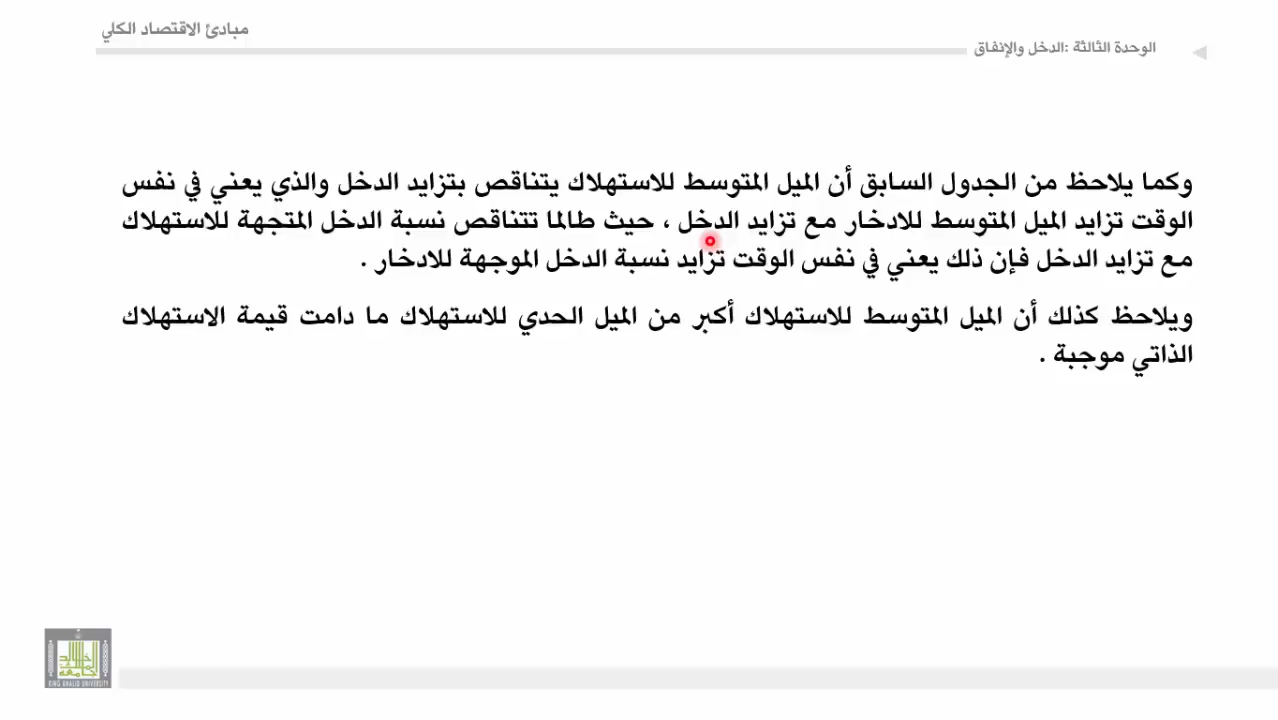 مبادئ الاقتصاد الكلي
الوحدة الثالثة :الدخل والإنفاق
وكما يلاحظ من الجدول السابق أن الميل المتوسط للاستهلاك يتناقص بتزايد الدخل والذي يعني في نفس
الوقت تزايد الميل المتوسط للادخار مع تزايد الدخل ، حيث طالما تتناقص نسبة الدخل المتجهة للاستهلاك
مع تزايد الدخل فإن ذلك يعني في نفس الوقت تزايد نسبة الدخل الموجهة للادخار .
ويلاحظ كذلك أن الميل المتوسط للاستهلاك أكبر من الميل الحدي للاستهلاك ما دامت قيمة الاستهلاك
الذاتي موجبة .
KING KHALID UNIVERSITY